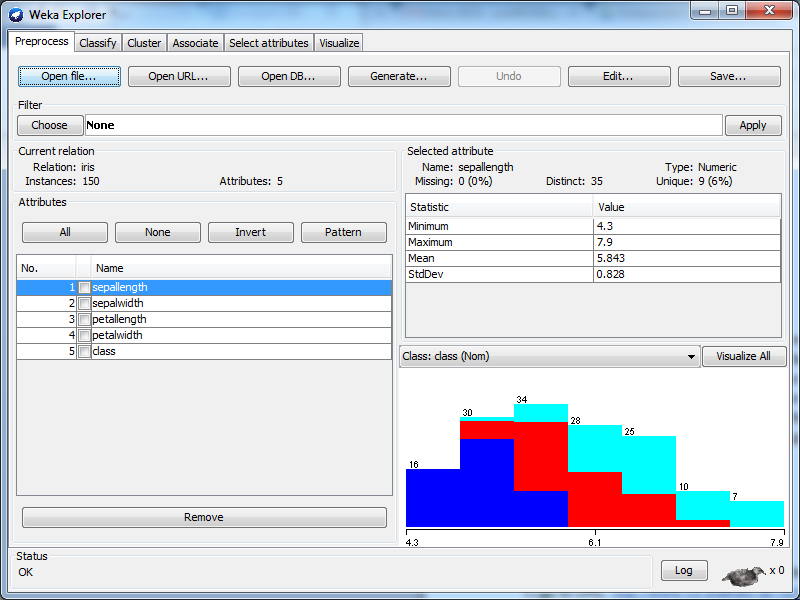 Weka Explorer
Preprocess Classify Cluster Associate Select attributes Visualize
Open file... Open URL... Open DB... Generate... Undo Edit... Save...
Filter
Choose None Apply
Current relation
Relation: iris
Instances: 150 Attributes: 5
Selected attribute
Name: sepallength Type: Numeric
Missing: 0 (0%) Distinct: 35 Unique: 9 (6%)
Attributes
All None Invert Pattern
No. Name
1 sepallength
2 sepalwidth
3 petallength
4 petalwidth
5 class
Remove
Statistic Value
Minimum 4.3
Maximum 7.9
Mean 5.843
StdDev 0.828
Class: class (Nom) Visualize All
16 30 34 28 25 10 7
4.3 6.1 7.9
Status
OK
Log x 0